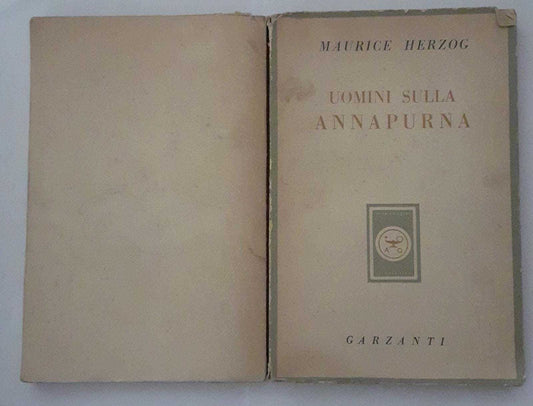 MAURICE HERZOG
UOMINI SULLA
ANNAPURNA
GARZANTI